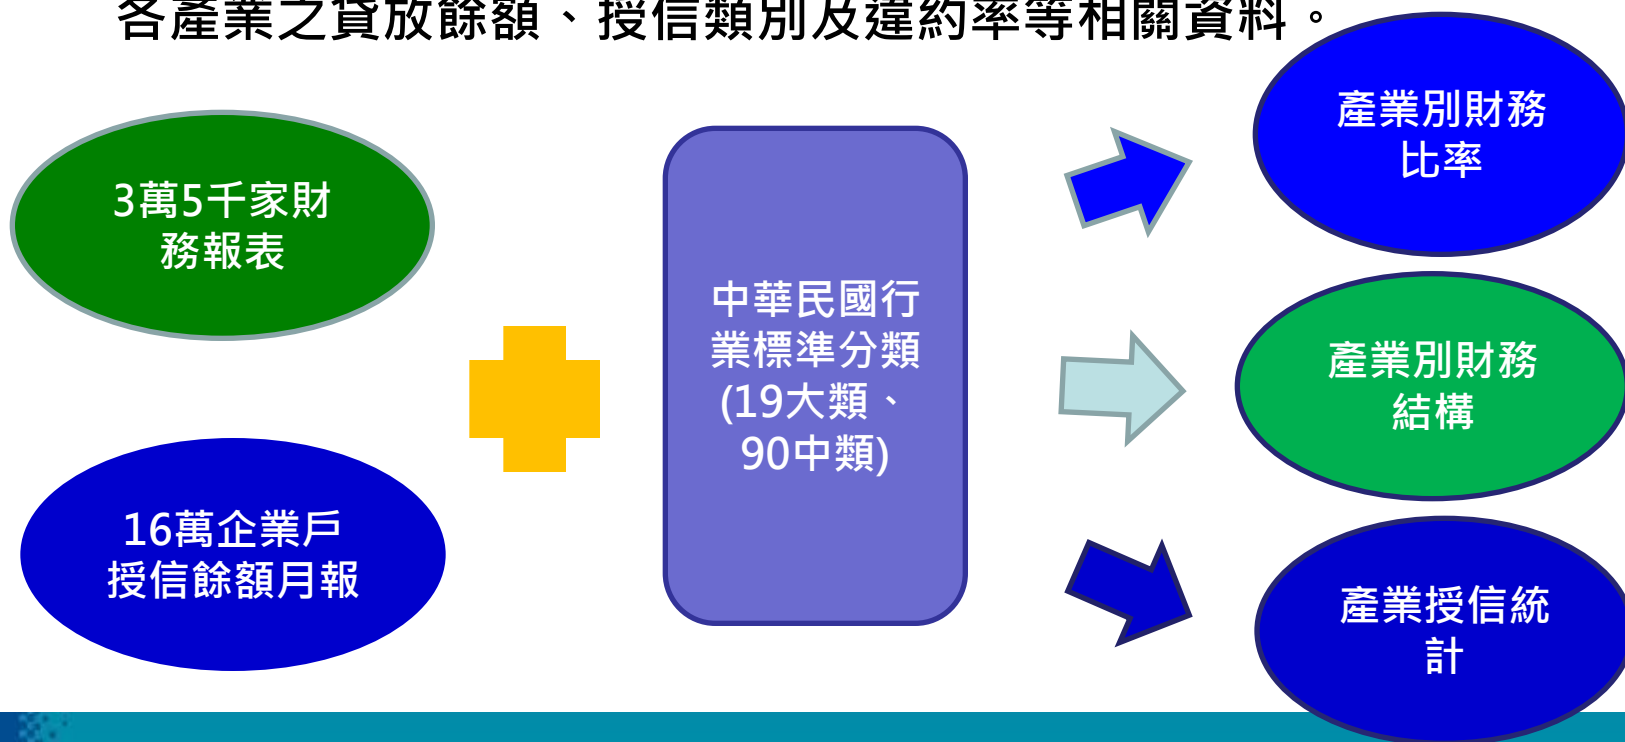 各產業之貸放餘額、授信類別及違約率等相關資料。
3萬5千家財
務報表
16萬企業戶
授信餘額月報
中華民國行
業標準分類
(19大類、
90中類)
產業別財務
比率
產業別財務
結構
產業授信統
計